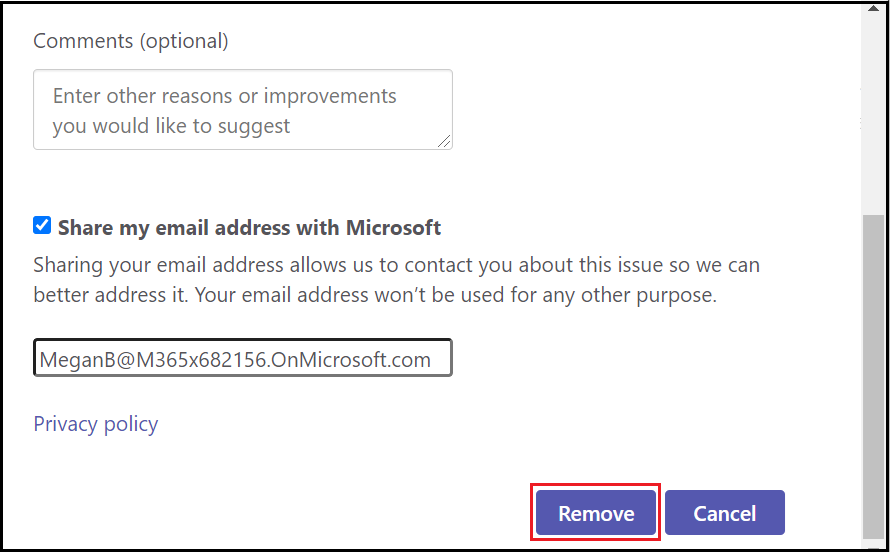 Comments (optional)
Enter other reasons or improvements
you would like to suggest
Share my email address with Microsoft
Sharing your email address allows us to contact you about this issue so we can
better address it. Your email address won’t be used for any other purpose.
MeganB@M365x682156.OnMicrosoft.com
Privacy policy
Remove
Cancel